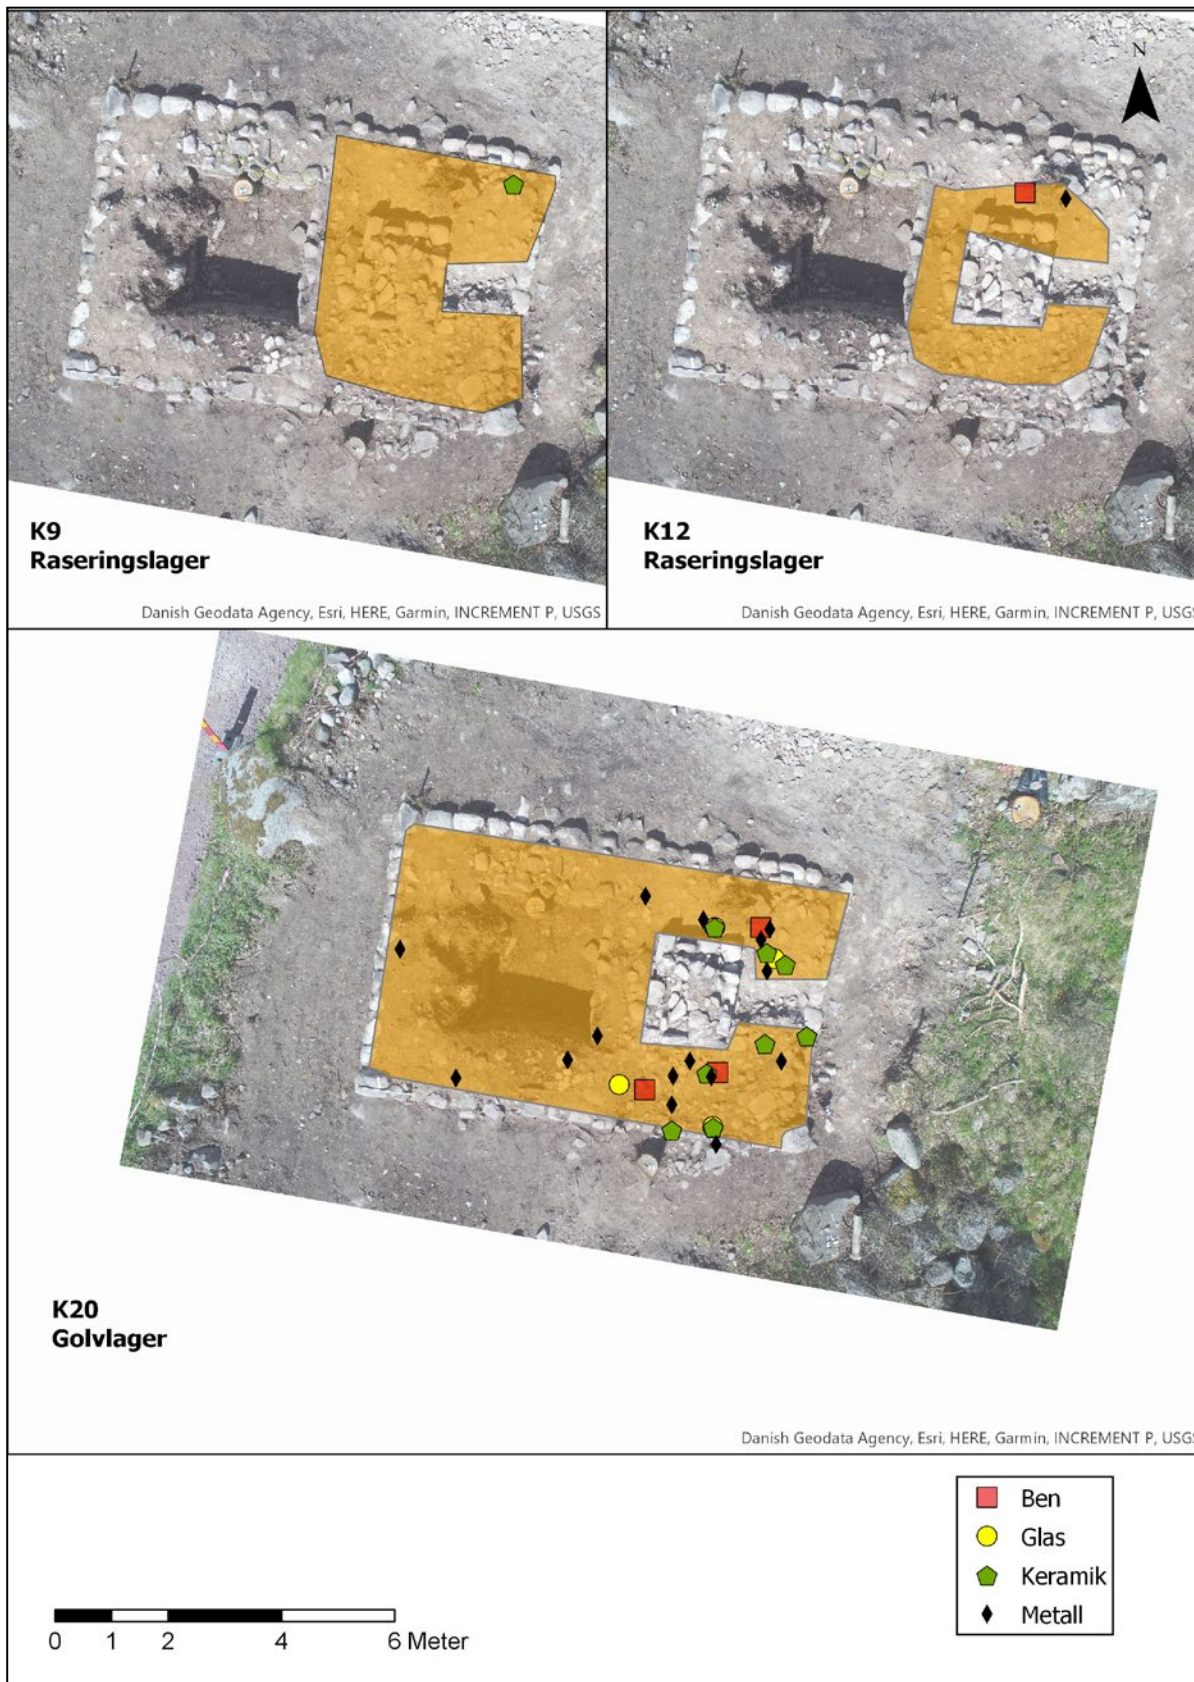 N
K9
Raseringslager
Danish Geodata Agency, Esri, HERE, Garmin, INCREMENT P, USGS
K12
Raseringslager
Danish Geodata Agency, Esri, HERE, Garmin, INCREMENT P, USGS
K20
Golvlager
Danish Geodata Agency, Esri, HERE, Garmin, INCREMENT P, USGS
Ben
Glas
Keramik
Metall
0 1 2 4 6 Meter